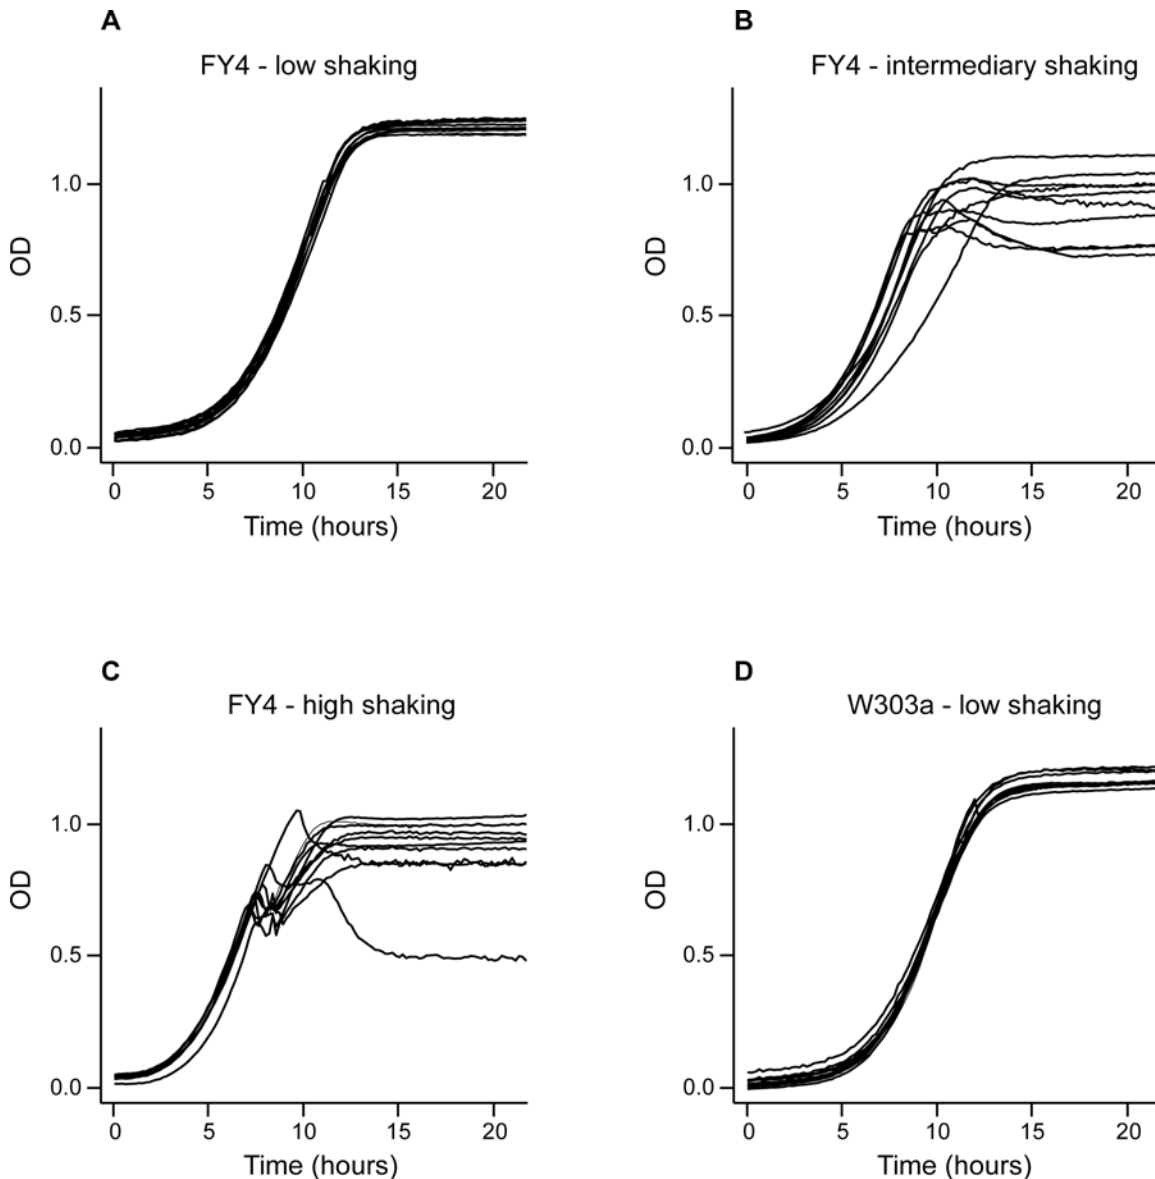 A
FY4 - low shaking
1.0
0.5
0.0
OD
0 5 10 15 20
Time (hours)
B
FY4 - intermediary shaking
1.0
0.5
0.0
OD
0 5 10 15 20
Time (hours)
C
FY4 - high shaking
1.0
0.5
0.0
OD
0 5 10 15 20
Time (hours)
D
W303a - low shaking
1.0
0.5
0.0
OD
0 5 10 15 20
Time (hours)